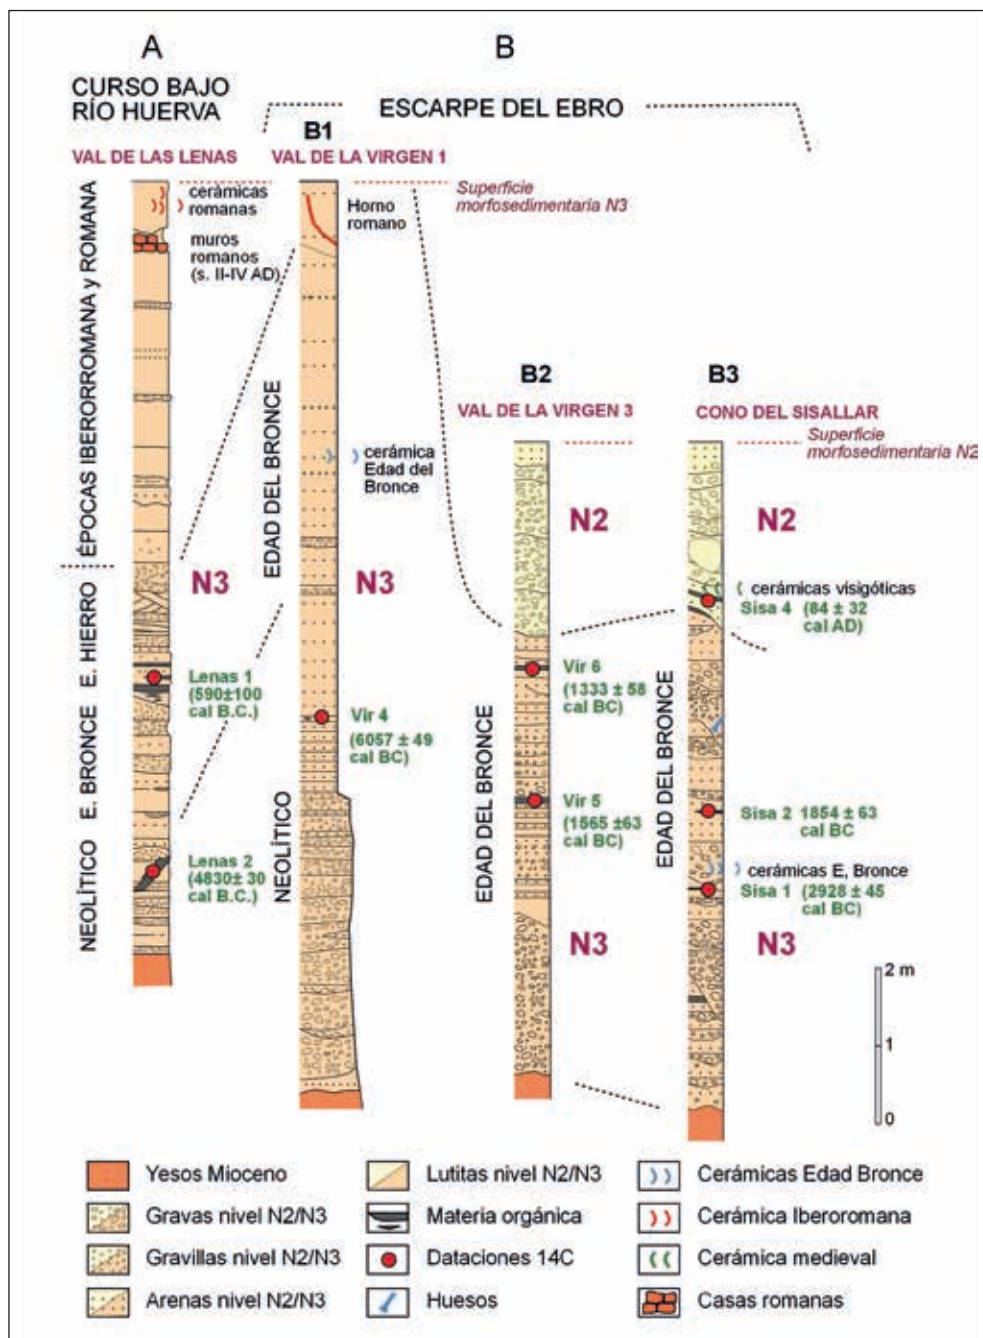 A
B
CURSO BAJO
RÍO HUERVA
ESCARPE DEL EBRO
B1
VAL DE LAS LENAS
VAL DE LA VIRGEN 1
cerámicas
romanas
muros
romanos
(s. II-IV AD)
Horno
romano
Superficie
morfosedimentaria N3
ÉPOCAS IBERORROMANA y ROMANA
E. HIERRO
E. BRONCE
NEOLÍTICO
N3
Lenas 1
(590±100
cal B.C.)
Lenas 2
(4830± 30
cal B.C.)
EDAD DEL BRONCE
NEOLÍTICO
cerámica
Edad del
Bronce
N3
Vir 4
(6057 ± 49
cal BC)
B2
VAL DE LA VIRGEN 3
N2
EDAD DEL BRONCE
Vir 6
(1333 ± 58
cal BC)
Vir 5
(1565 ±63
cal BC)
N3
B3
CONO DEL SISALLAR
Superficie
morfosedimentaria N2
N2
cerámicas visigóticas
Sisa 4 (84 ± 32
cal AD)
EDAD DEL BRONCE
Sisa 2 1854 ± 63
cal BC
cerámicas E, Bronce
Sisa 1 (2928 ± 45
cal BC)
N3
2 m
1
0
Yesos Mioceno
Gravas nivel N2/N3
Gravillas nivel N2/N3
Arenas nivel N2/N3
Lutitas nivel N2/N3
Materia orgánica
Dataciones 14C
Huesos
Cerámicas Edad Bronce
Cerámica Iberoromana
Cerámica medieval
Casas romanas